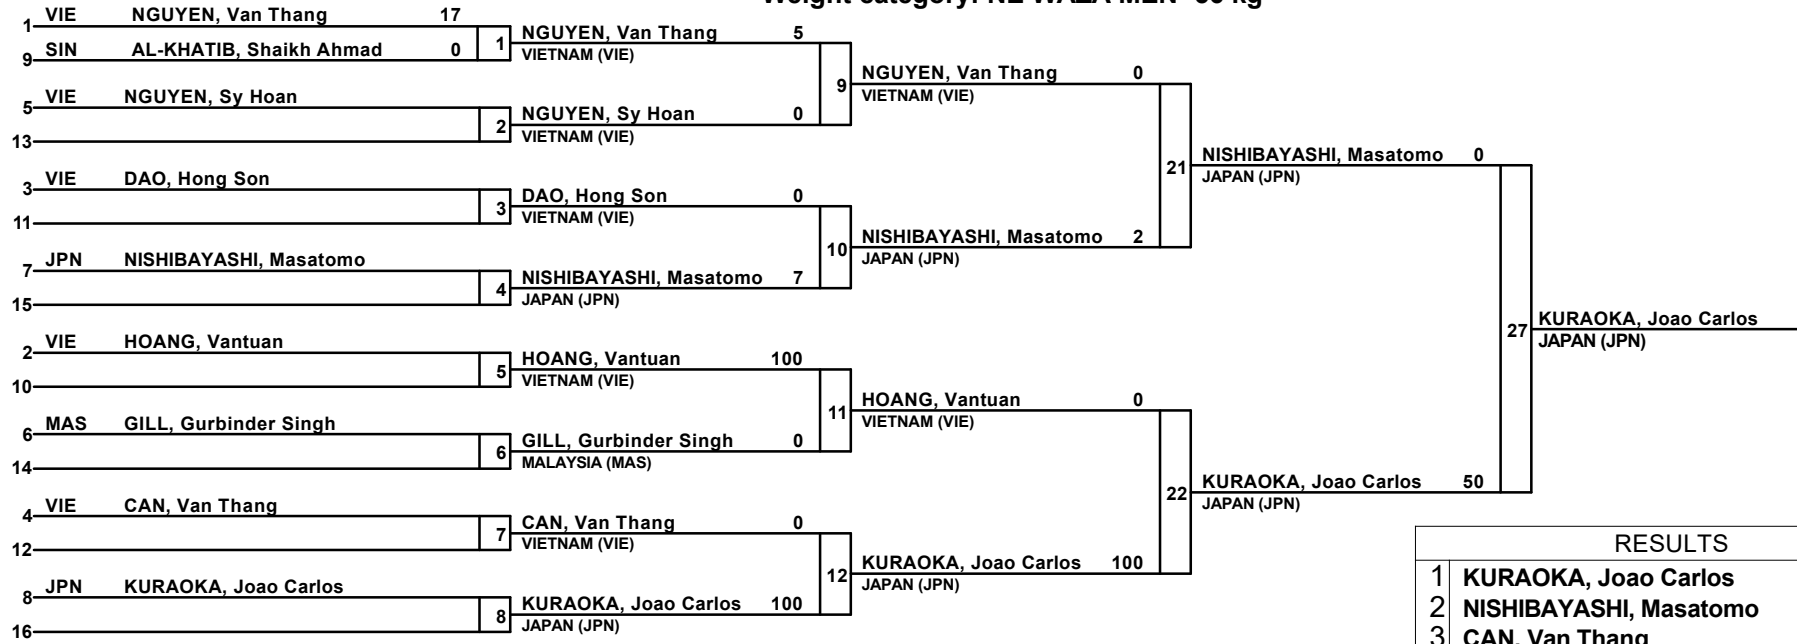 1 VIE NGUYEN, Van Thang 17
9 SIN AL-KHATIB, Shaikh Ahmad 0
1
NGUYEN, Van Thang 5
VIETNAM (VIE)
5 VIE NGUYEN, Sy Hoan
13
2
NGUYEN, Sy Hoan 0
VIETNAM (VIE)
9
NGUYEN, Van Thang 0
VIETNAM (VIE)
3 VIE DAO, Hong Son
11
3
DAO, Hong Son 0
VIETNAM (VIE)
7 JPN NISHIBAYASHI, Masatomo
15
4
NISHIBAYASHI, Masatomo 7
JAPAN (JPN)
10
NISHIBAYASHI, Masatomo 2
JAPAN (JPN)
21
NISHIBAYASHI, Masatomo 0
JAPAN (JPN)
2 VIE HOANG, Vantuan
10
5
HOANG, Vantuan 100
VIETNAM (VIE)
6 MAS GILL, Gurbinder Singh
14
6
GILL, Gurbinder Singh 0
MALAYSIA (MAS)
11
HOANG, Vantuan 0
VIETNAM (VIE)
4 VIE CAN, Van Thang
12
7
CAN, Van Thang 0
VIETNAM (VIE)
8 JPN KURAOKA, Joao Carlos
16
8
KURAOKA, Joao Carlos 100
JAPAN (JPN)
12
KURAOKA, Joao Carlos 100
JAPAN (JPN)
22
KURAOKA, Joao Carlos 50
JAPAN (JPN)
27
KURAOKA, Joao Carlos
JAPAN (JPN)
RESULTS
1 KURAOKA, Joao Carlos
2 NISHIBAYASHI, Masatomo
3 CAN, Van Thang